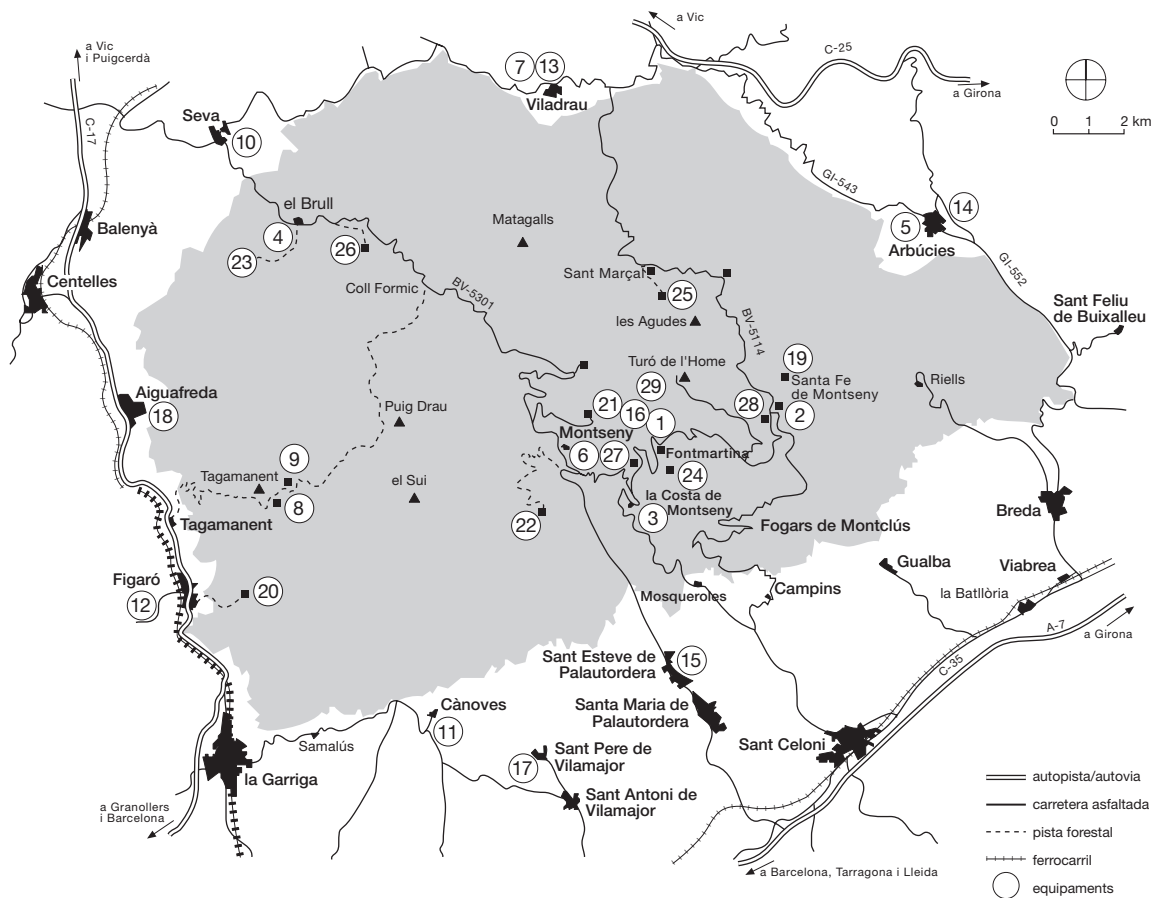 a Vic
a Vic
i Puigcerdà
C-25
7
13
a Girona
Viladrau
Seva
0 1 2 km
C-17
10
GI-543
el Brull
Matagalls
14
Balenyà
4
5
26
Arbúcies
23
Sant Marçal
GI-552
Centelles
Coll Formic
BV-5301
25
Sant Feliu
de Buixalleu
les Agudes
BV-5114
19
Turó de l'Home
Santa Fe
de Montseny
Riells
Aiguafreda
29
18
Puig Drau
21
16
1
28
2
Montseny
9
6
27
Fontmartina
Tagamanent
el Sui
24
8
la Costa de
Montseny
Breda
Tagamanent
22
3
Fogars de Montclús
Gualba
Viabrea
Figaró
20
Mosqueroles
Campins
la Batllòria
12
A-7
a Girona
Sant Esteve de
Palautordera
15
C-35
Cànoves
Santa Maria de
Palautordera
11
Samalús
Sant Celoni
17
Sant Pere de
Vilamajor
la Garriga
autopista/autovia
Sant Antoni de
Vilamajor
carretera asfaltada
a Granollers
i Barcelona
pista forestal
ferrocarril
a Barcelona, Tarragona i Lleida
equipaments